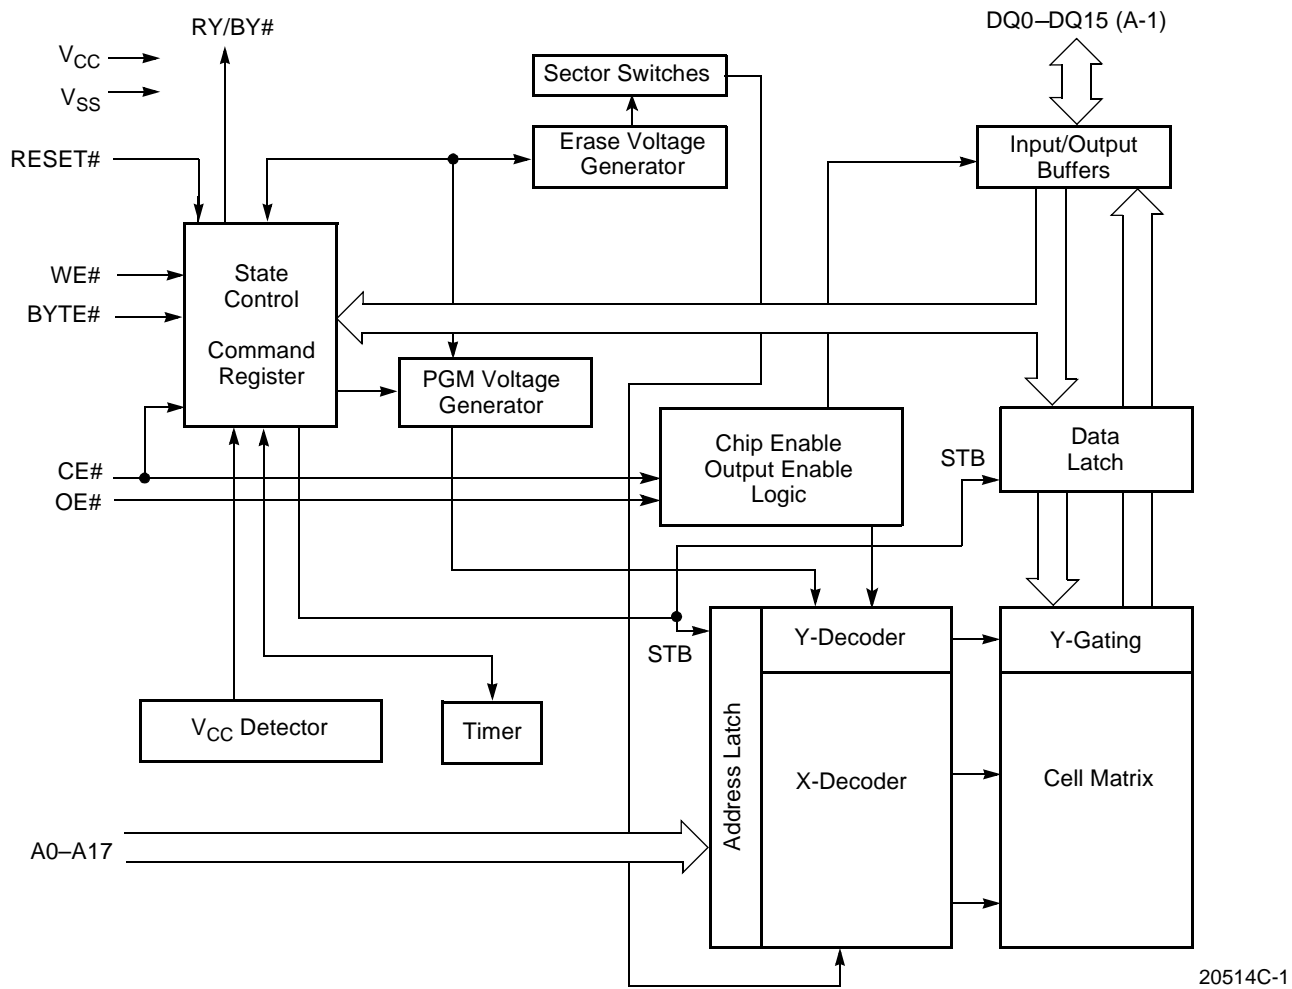 RY/BY#
DQ0–DQ15 (A-1)
VCC
VSS
Sector Switches
Erase Voltage
Generator
Input/Output
Buffers
RESET#
WE#
BYTE#
State
Control
Command
Register
PGM Voltage
Generator
Chip Enable
Output Enable
Logic
Data
Latch
STB
CE#
OE#
STB
Y-Decoder
Y-Gating
VCC Detector
Timer
Address Latch
X-Decoder
Cell Matrix
A0–A17
20514C-1